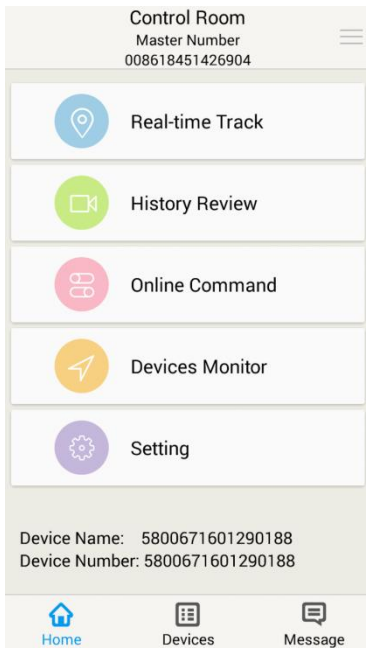 Control Room
Master Number
008618451426904
Real-time Track
History Review
Online Command
Devices Monitor
Setting
Device Name: 5800671601290188
Device Number: 5800671601290188
Home Devices Message